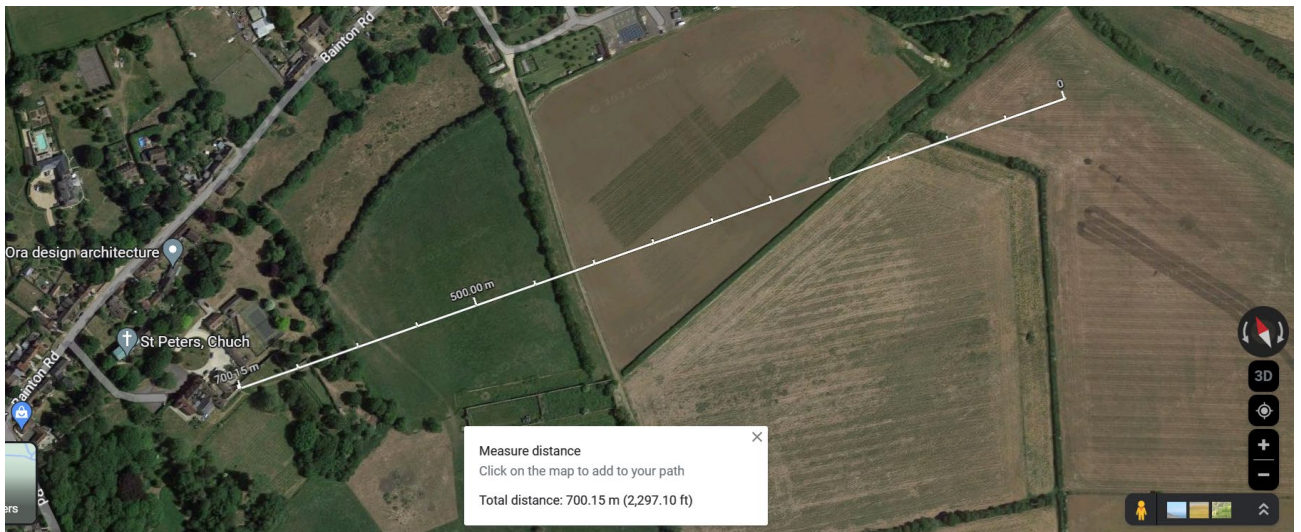 Bainton Rd
0
Ora design architecture
500.00 m
St Peters, Chuch
700.15 m
Bainton Rd
Measure distance
Click on the map to add to your path
Total distance: 700.15 m (2,297.10 ft)
3D
ers